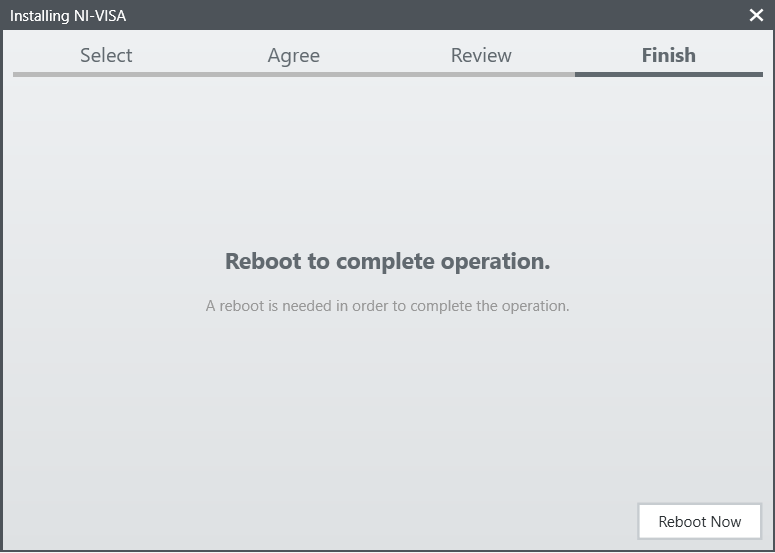 Installing NI-VISA
Select Agree Review Finish
Reboot to complete operation.
A reboot is needed in order to complete the operation.
Reboot Now